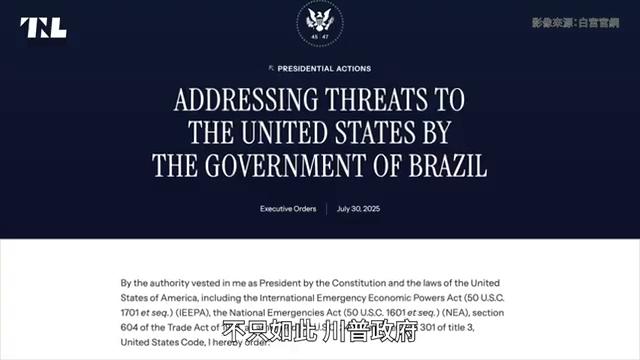 TNL
影像來源：白宮官網
45 47
PRESIDENTIAL ACTIONS
ADDRESSING THREATS TO
THE UNITED STATES BY
THE GOVERNMENT OF BRAZIL
Executive Orders
July 30, 2025
By the authority vested in me as President by the Constitution and the laws of the United
States of America, including the International Emergency Economic Powers Act (50 U.S.C.
1701 et seq.) (IEEPA), the National Emergencies Act (50 U.S.C. 1601 et seq.) (NEA), section
604 of the Trade Act of 301 of title 3,
United States Code, I hereby order:
不只如此 川普政府